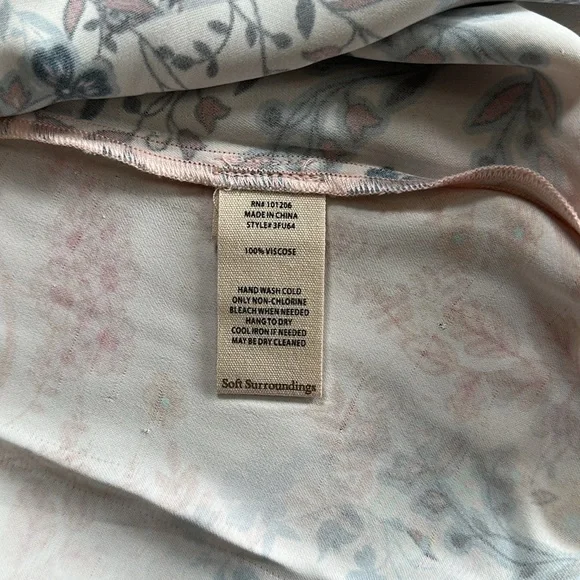 RN# 101206
MADE IN CHINA
STYLE# 3FU64
100% VISCOSE
HAND WASH COLD
ONLY NON-CHLORINE
BLEACH WHEN NEEDED
HANG TO DRY
COOL IRON IF NEEDED
MAY BE DRY CLEANED
Soft Surroundings